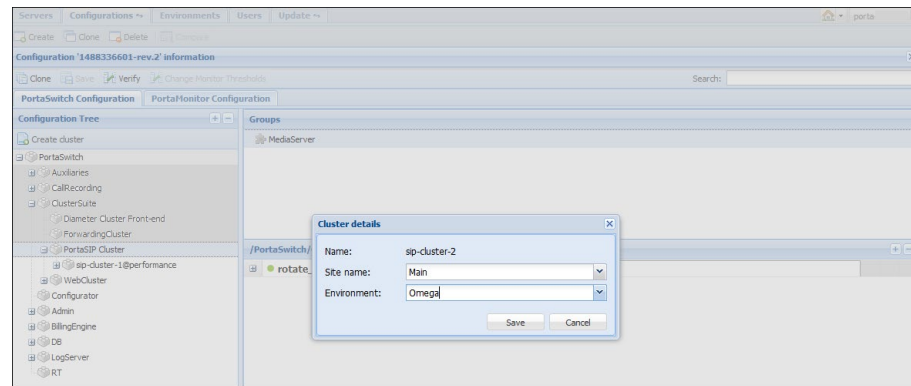 Servers Configurations Environments Users Update porta
Create Clone Delete Compare
Configuration '1488336601-rev.2' information
Clone Save Verify Change Monitor Thresholds Search:
PortaSwitch Configuration PortaMonitor Configuration
Configuration Tree Groups
Create cluster MediaServer
PortaSwitch
Auxiliaries
CallRecording
ClusterSuite
Diameter Cluster Front-end
ForwardingCluster
PortaSIP Cluster
sip-cluster-1@performance
WebCluster
Configurator
Admin
BillingEngine
DB
LogServer
RT
/PortaSwitch/
rotate_
Cluster details
Name: sip-cluster-2
Site name: Main
Environment: Omega
Save Cancel